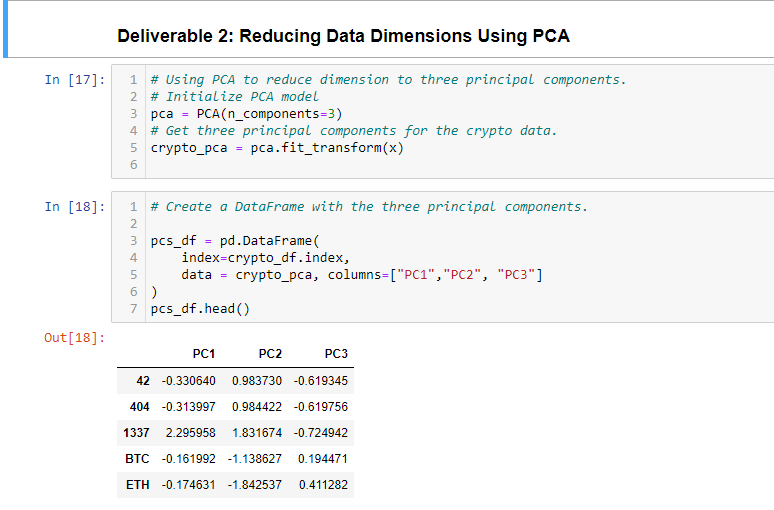 Deliverable 2: Reducing Data Dimensions Using PCA
In [17]:
1 # Using PCA to reduce dimension to three principal components.
2 # Initialize PCA model
3 pca = PCA(n_components=3)
4 # Get three principal components for the crypto data.
5 crypto_pca = pca.fit_transform(x)
6
In [18]:
1 # Create a DataFrame with the three principal components.
2
3 pcs_df = pd.DataFrame(
4     index=crypto_df.index,
5     data = crypto_pca, columns=["PC1","PC2", "PC3"]
6 )
7 pcs_df.head()
Out[18]:
PC1 PC2 PC3
42 -0.330640 0.983730 -0.619345
404 -0.313997 0.984422 -0.619756
1337 2.295958 1.831674 -0.724942
BTC -0.161992 -1.138627 0.194471
ETH -0.174631 -1.842537 0.411282